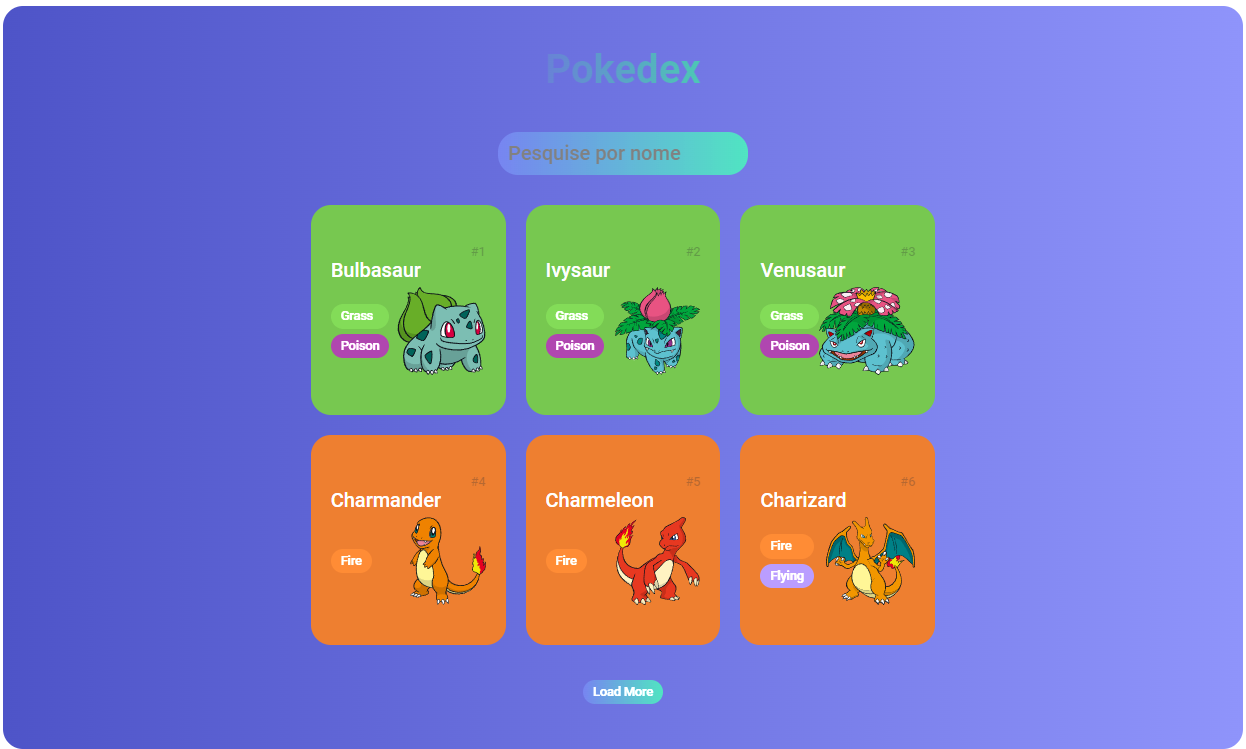 Pokedex
Pesquise por nome
#1
Bulbasaur
Grass
Poison
#2
Ivysaur
Grass
Poison
#3
Venusaur
Grass
Poison
#4
Charmander
Fire
#5
Charmeleon
Fire
#6
Charizard
Fire
Flying
Load More